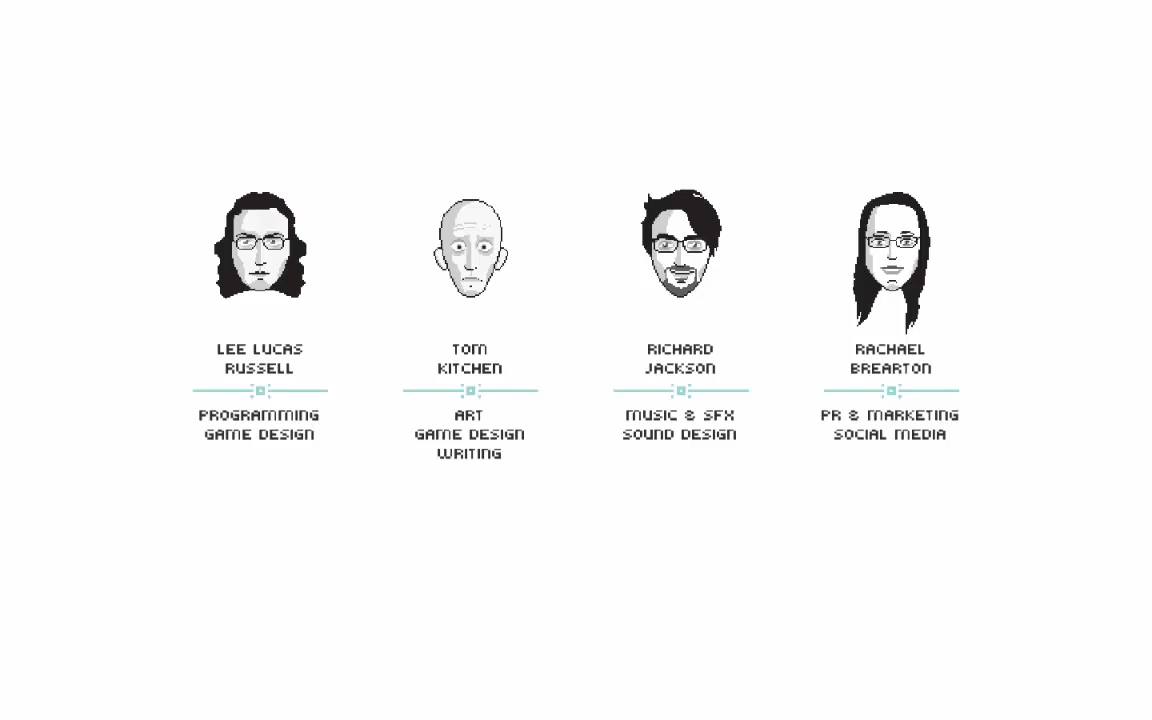 LEE LUCAS
RUSSELL
PROGRAMMING
GAME DESIGN
TOM
KITCHEN
ART
GAME DESIGN
WRITING
RICHARD
JACKSON
MUSIC & SFX
SOUND DESIGN
RACHAEL
BREARTON
PR & MARKETING
SOCIAL MEDIA